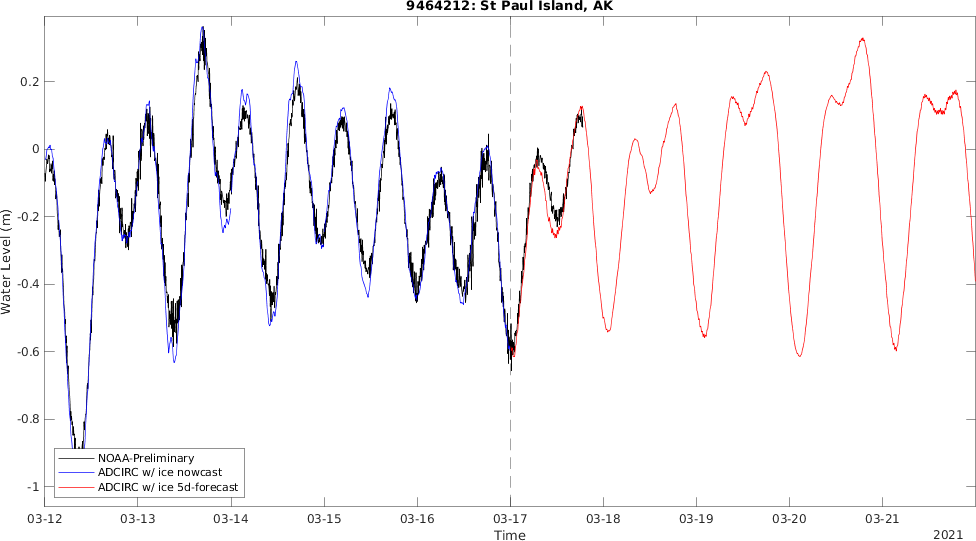 9464212: St Paul Island, AK
Water Level (m)
0.2
0
-0.2
-0.4
-0.6
-0.8
-1
NOAA-Preliminary
ADCIRC w/ ice nowcast
ADCIRC w/ ice 5d-forecast
03-12 03-13 03-14 03-15 03-16 03-17 03-18 03-19 03-20 03-21
Time
2021